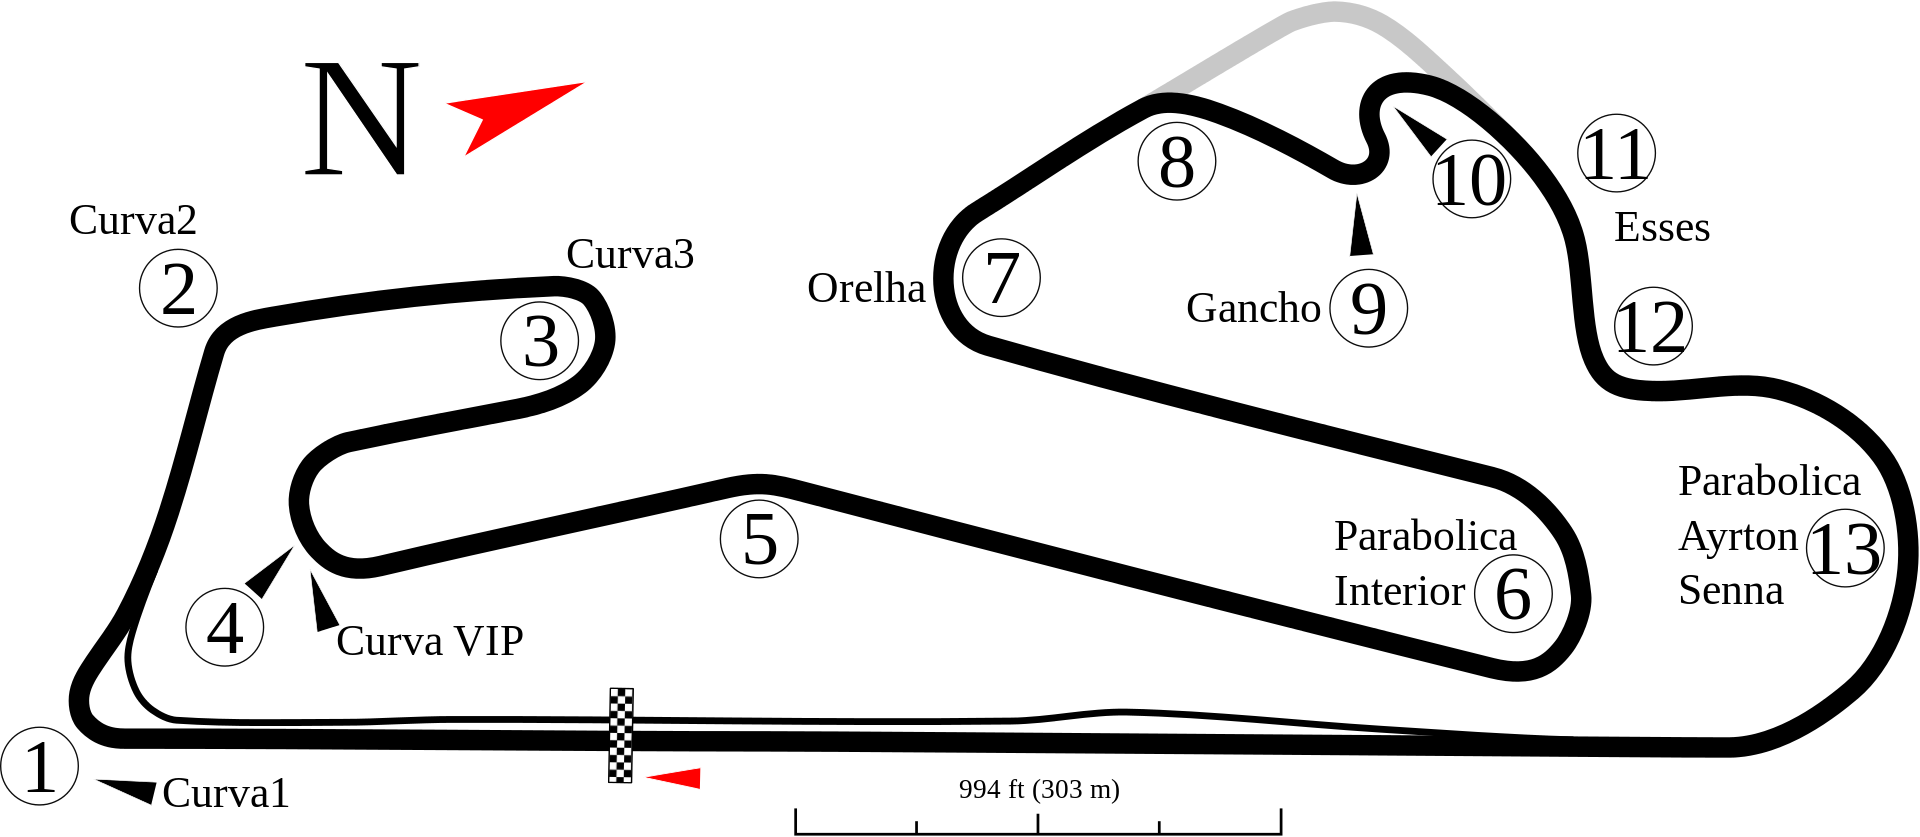 N
Curva2
2
Curva3
3
Orelha
7
8
Gancho
9
10
11
Esses
12
Parabolica
Ayrton
Senna
13
Parabolica
Interior
6
5
4
Curva VIP
1
Curva1
994 ft (303 m)